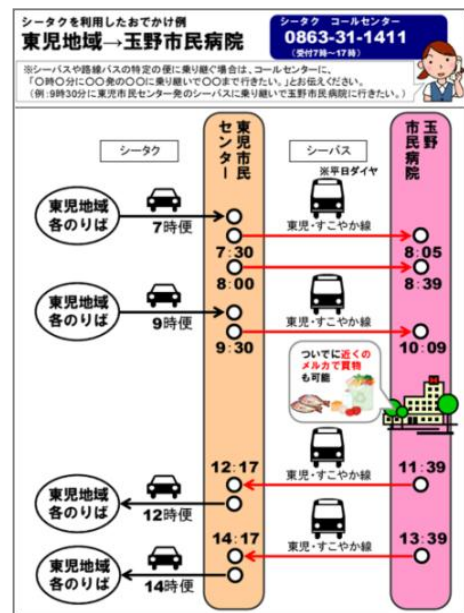 シータクを利用したおでかけ例
東児地域→玉野市民病院
シータク コールセンター
0863-31-1411
(受付7時～17時)
※シーバスや路線バスの特定の便に乗り継ぐ場合は、コールセンターに、
「〇時〇分に〇〇発の〇〇に乗り継いで〇〇まで行きたい。」とお伝えください。
(例:9時30分に東児市民センター発のシーバスに乗り継いで玉野市民病院に行きたい。)
シータク
東児市民センター
シーバス
※平日ダイヤ
玉野市民病院
東児地域
各のりば
7時便
東児・すこやか線
7:30
8:05
8:00
8:39
東児地域
各のりば
9時便
東児・すこやか線
9:30
10:09
ついでに近くの
メルカで買物
も可能
12:17
11:39
東児地域
各のりば
12時便
東児・すこやか線
14:17
13:39
東児地域
各のりば
14時便
東児・すこやか線